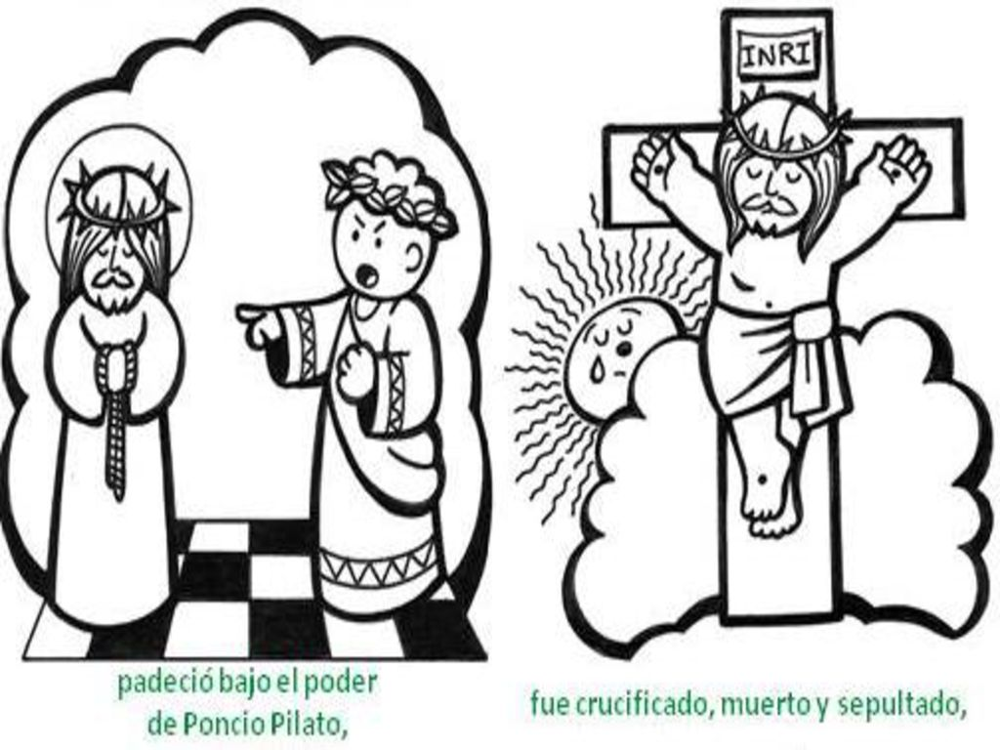 INRI
padeció bajo el poder
de Poncio Pilato,
fue crucificado, muerto y sepultado,